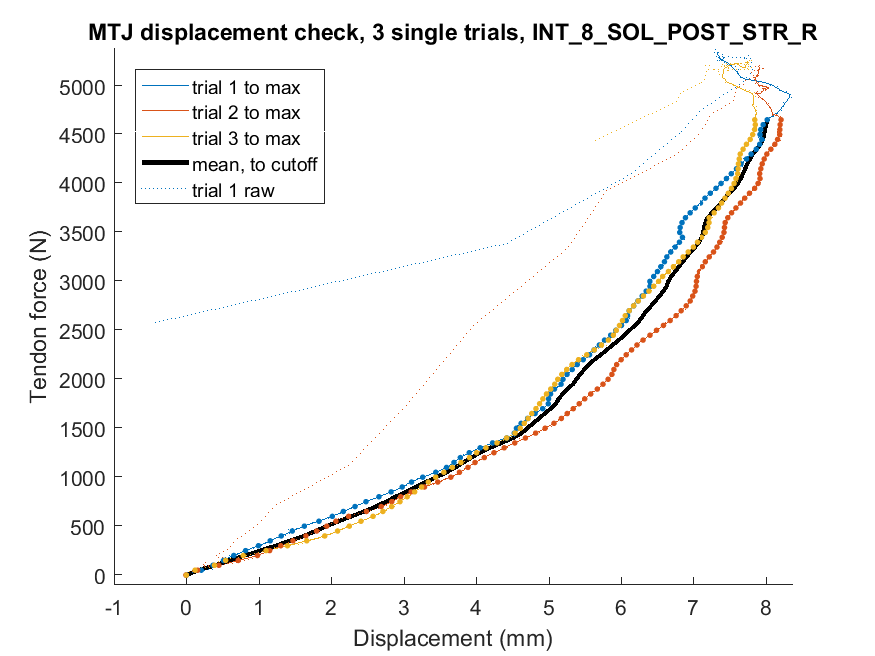 MTJ displacement check, 3 single trials, INT_8_SOL_POST_STR_R
trial 1 to max
trial 2 to max
trial 3 to max
mean, to cutoff
trial 1 raw
5000
4500
4000
3500
3000
2500
2000
1500
1000
500
0
Tendon force (N)
-1 0 1 2 3 4 5 6 7 8
Displacement (mm)